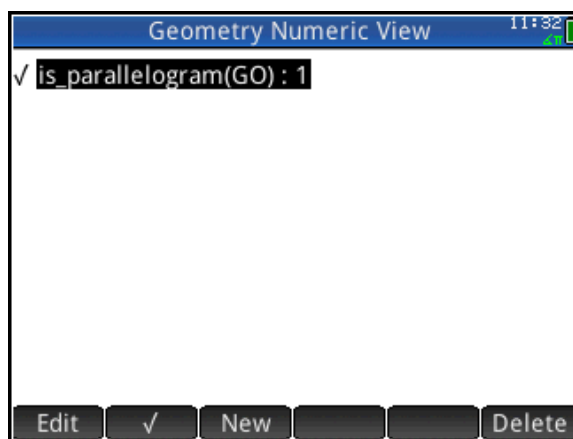 Geometry Numeric View 11:32
∡π
√ is_parallelogram(GO) : 1
Edit √ New Delete